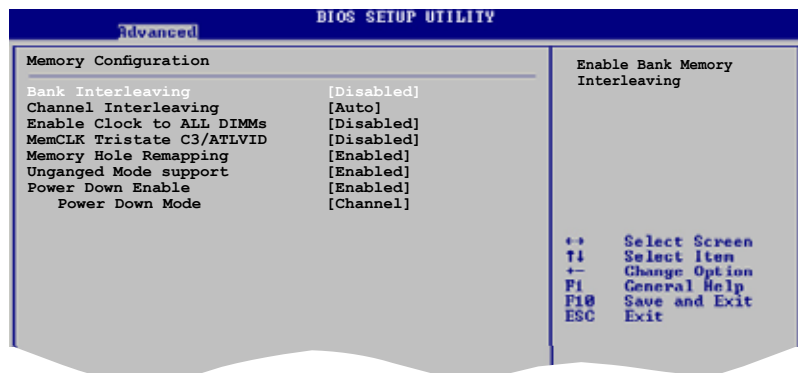 BIOS SETUP UTILITY
Advanced
Memory Configuration
Bank Interleaving [Disabled]
Channel Interleaving [Auto]
Enable Clock to ALL DIMMs [Disabled]
MemCLK Tristate C3/ATLVID [Disabled]
Memory Hole Remapping [Enabled]
Unganged Mode support [Enabled]
Power Down Enable [Enabled]
Power Down Mode [Channel]
Enable Bank Memory
Interleaving
↔ Select Screen
↑↓ Select Item
+- Change Option
F1 General Help
F10 Save and Exit
ESC Exit